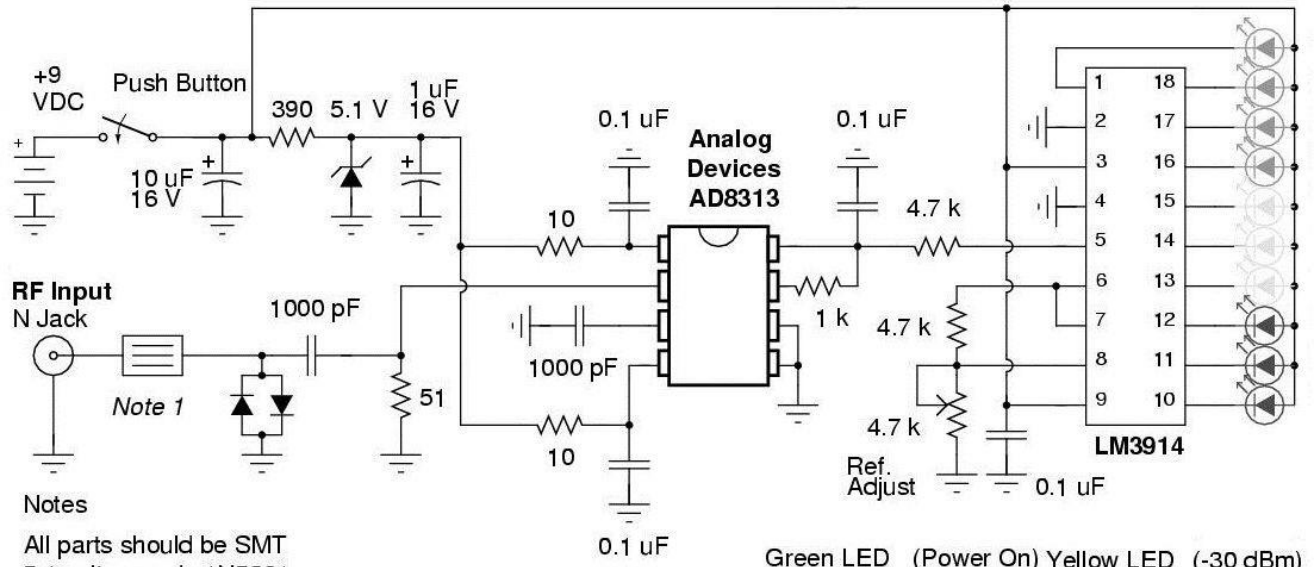 +9
VDC
Push Button
390
5.1 V
1 uF
16 V
+
+
+
10 uF
16 V
0.1 uF
Analog
Devices
AD8313
0.1 uF
10
4.7 k
RF Input
N Jack
1000 pF
1000 pF
1 k
4.7 k
Note 1
51
10
0.1 uF
4.7 k
Ref.
Adjust
0.1 uF
1 18
2 17
3 16
4 15
5 14
6 13
7 12
8 11
9 10
LM3914
Notes
All parts should be SMT
Green LED (Power On) Yellow LED (-30 dBm)